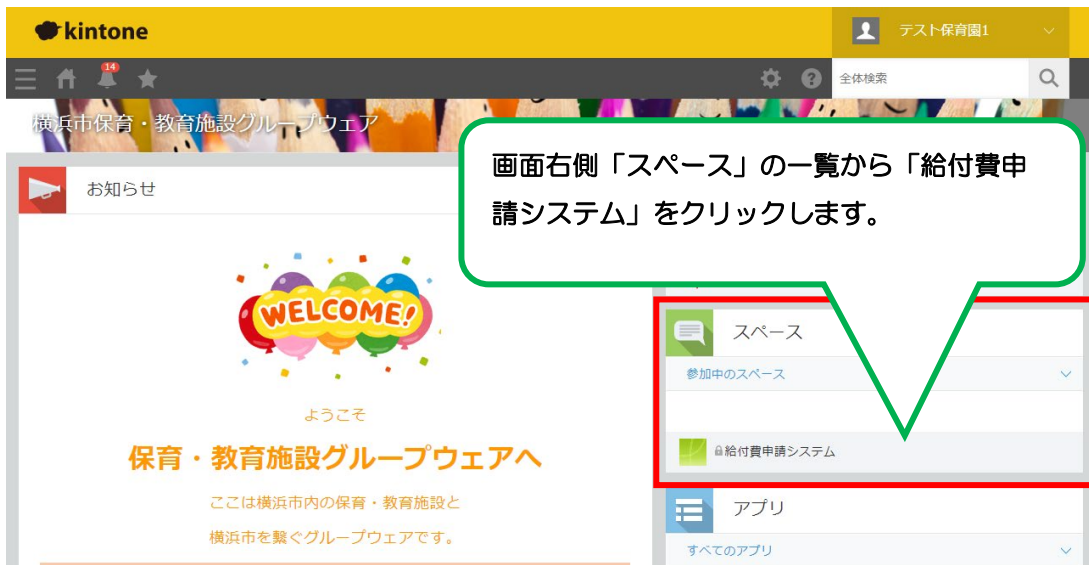 kintone
テスト保育園1
14
全体検索
横浜市保育・教育施設グループウェア
画面右側「スペース」の一覧から「給付費申
請システム」をクリックします。
お知らせ
WELCOME!
ようこそ
保育・教育施設グループウェアへ
ここは横浜市内の保育・教育施設と
横浜市を繋ぐグループウェアです。
スペース
参加中のスペース
給付費申請システム
アプリ
すべてのアプリ